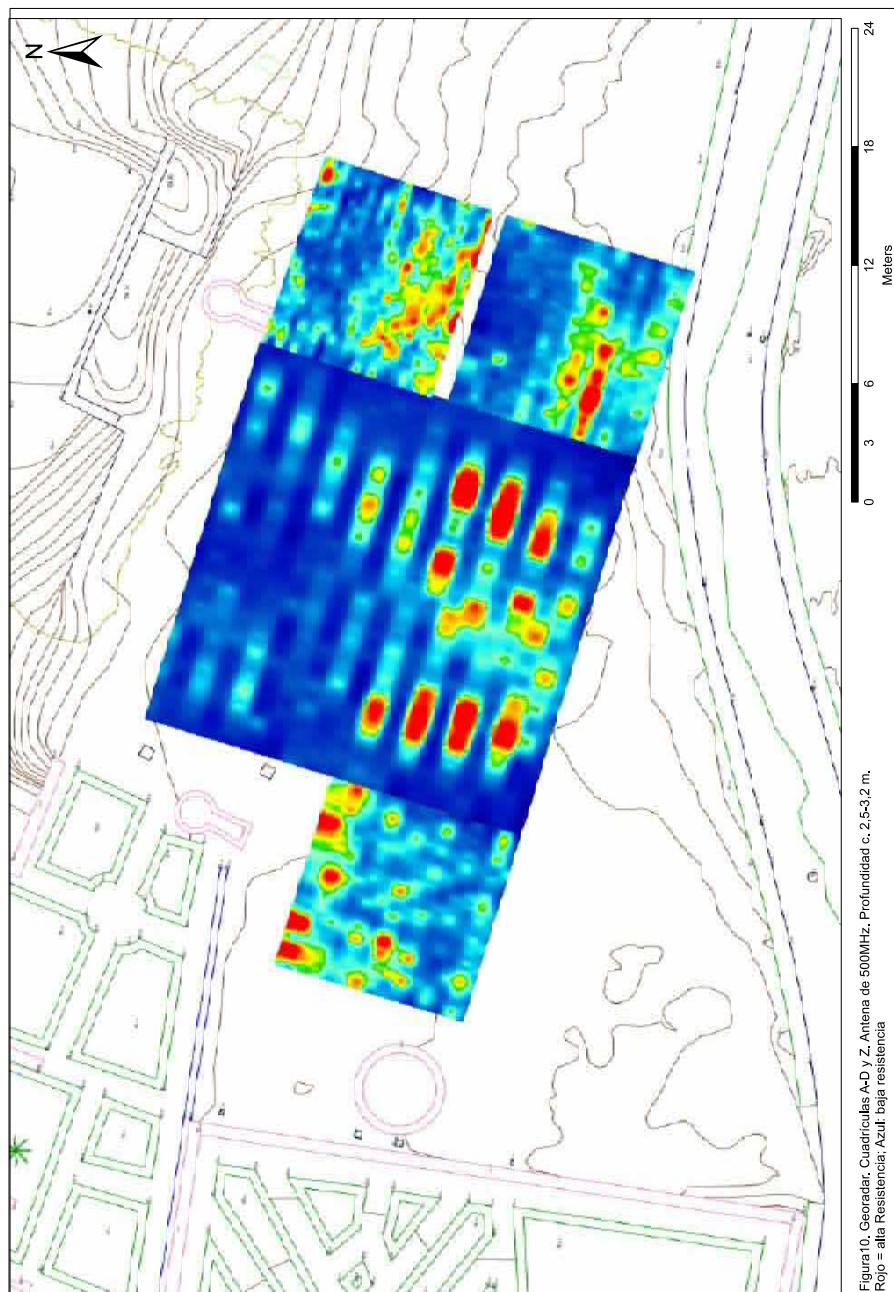 N
24
18
12
6
3
0
Meters
Figura10. Georadar. Cuadrículas A-D y Z. Antena de 500MHz. Profundidad c. 2,5-3,2 m.
Rojo = alta Resistencia; Azul: baja resistencia